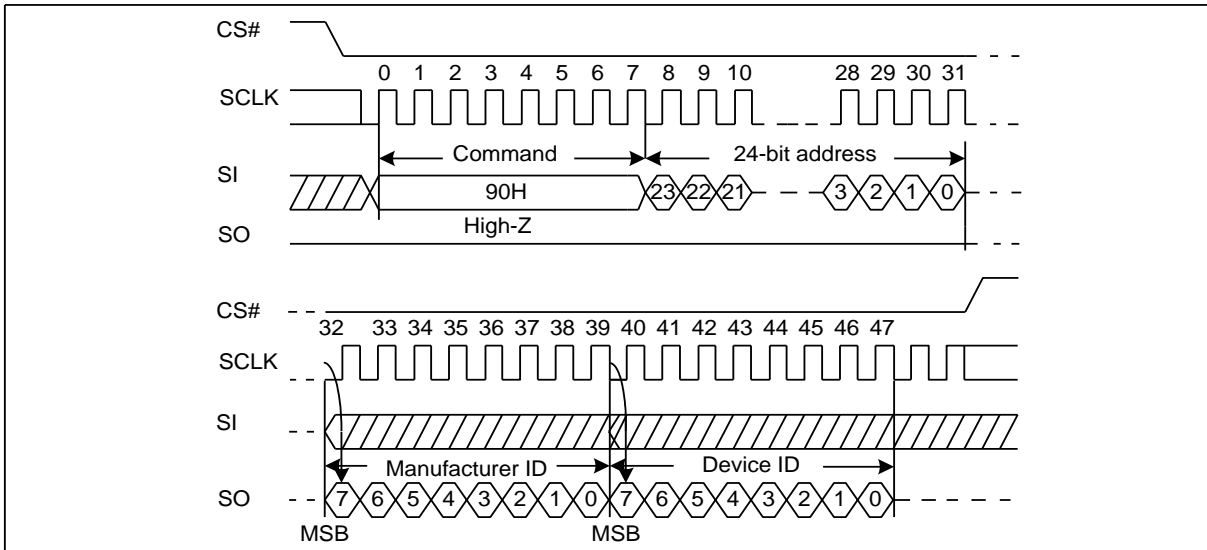 CS#
0 1 2 3 4 5 6 7 8 9 10 28 29 30 31
SCLK
Command 24-bit address
SI
90H 23 22 21 3 2 1 0
High-Z
SO
CS#
32 33 34 35 36 37 38 39 40 41 42 43 44 45 46 47
SCLK
SI
Manufacturer ID Device ID
SO 7 6 5 4 3 2 1 0 7 6 5 4 3 2 1 0
MSB MSB